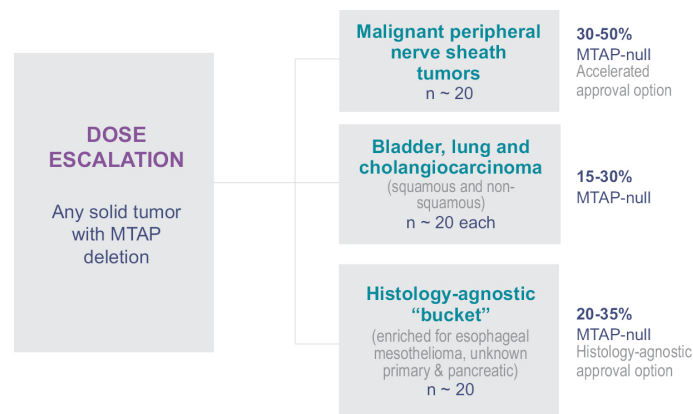 DOSE
ESCALATION
Any solid tumor
with MTAP
deletion
Malignant peripheral
nerve sheath
tumors
n ~ 20
30-50%
MTAP-null
Accelerated
approval option
Bladder, lung and
cholangiocarcinoma
(squamous and non-
squamous)
n ~ 20 each
15-30%
MTAP-null
Histology-agnostic
“bucket”
(enriched for esophageal
mesothelioma, unknown
primary & pancreatic)
n ~ 20
20-35%
MTAP-null
Histology-agnostic
approval option